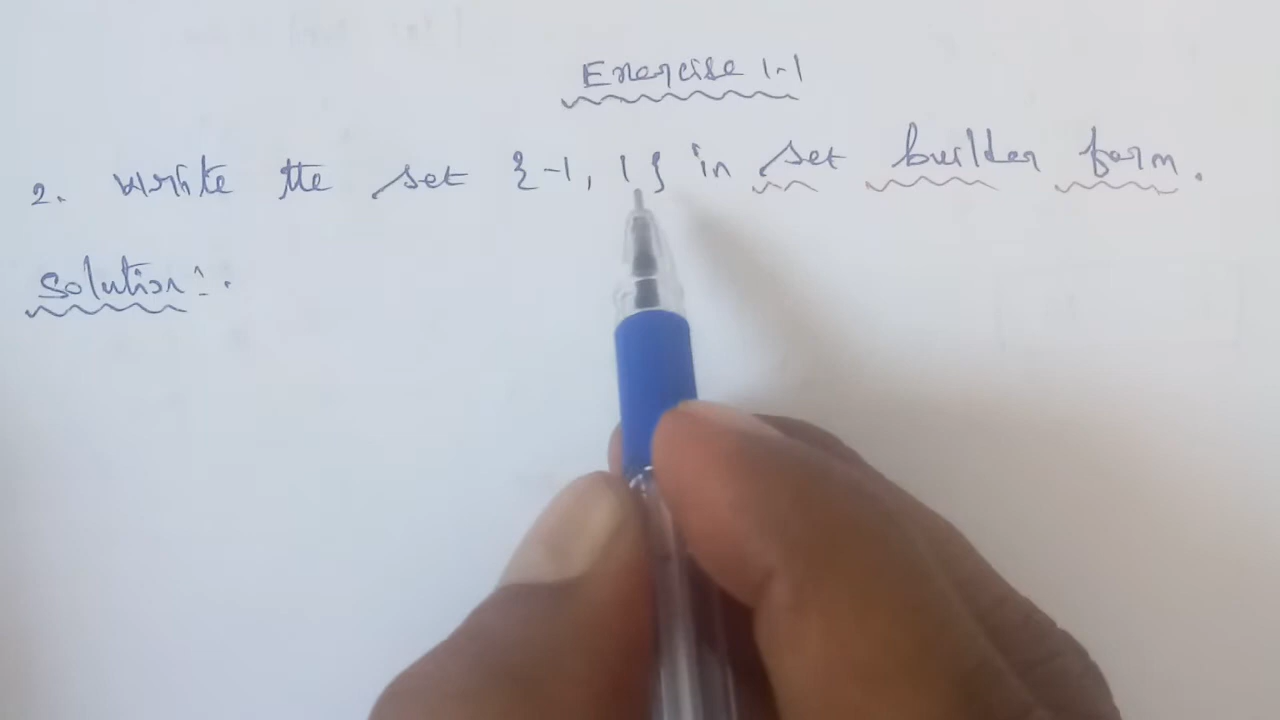 Exercise 1.1
2. Write the set {-1, 1} in set builder form.
Solution:.